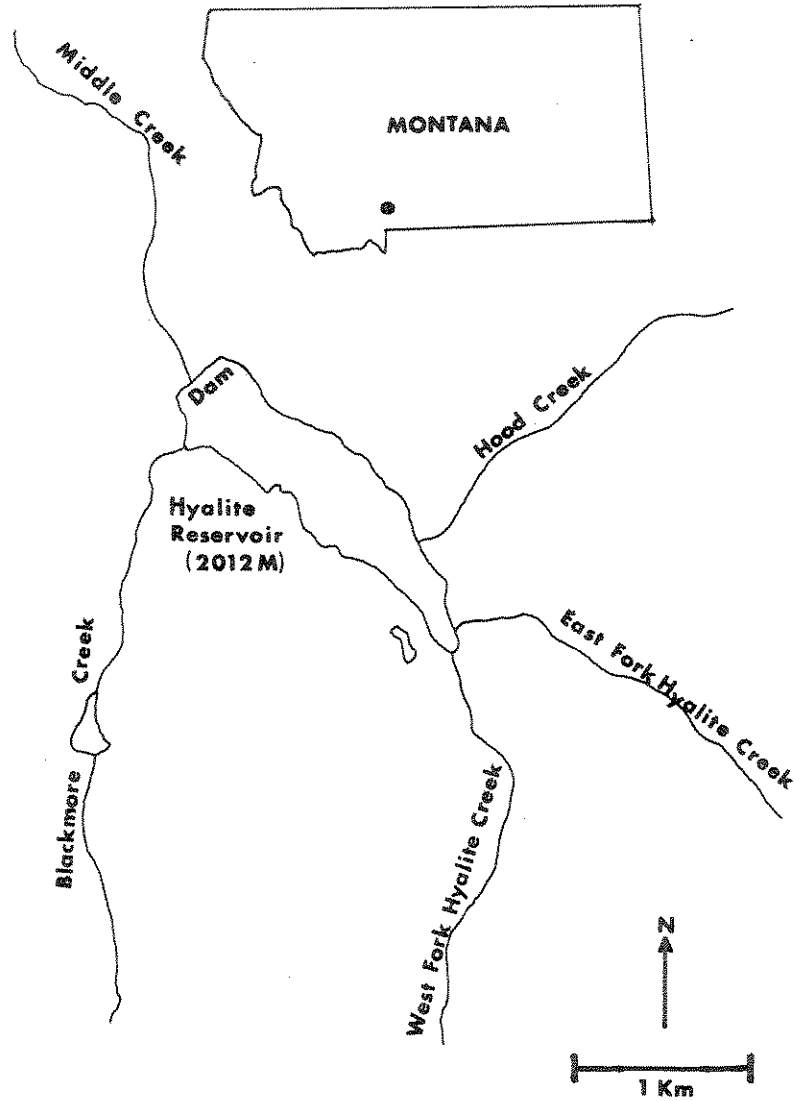 Middle Creek
MONTANA
Dam
Hood Creek
Hyalite
Reservoir
(2012M)
East Fork Hyalite Creek
Blackmore Creek
West Fork Hyalite Creek
N
1 Km